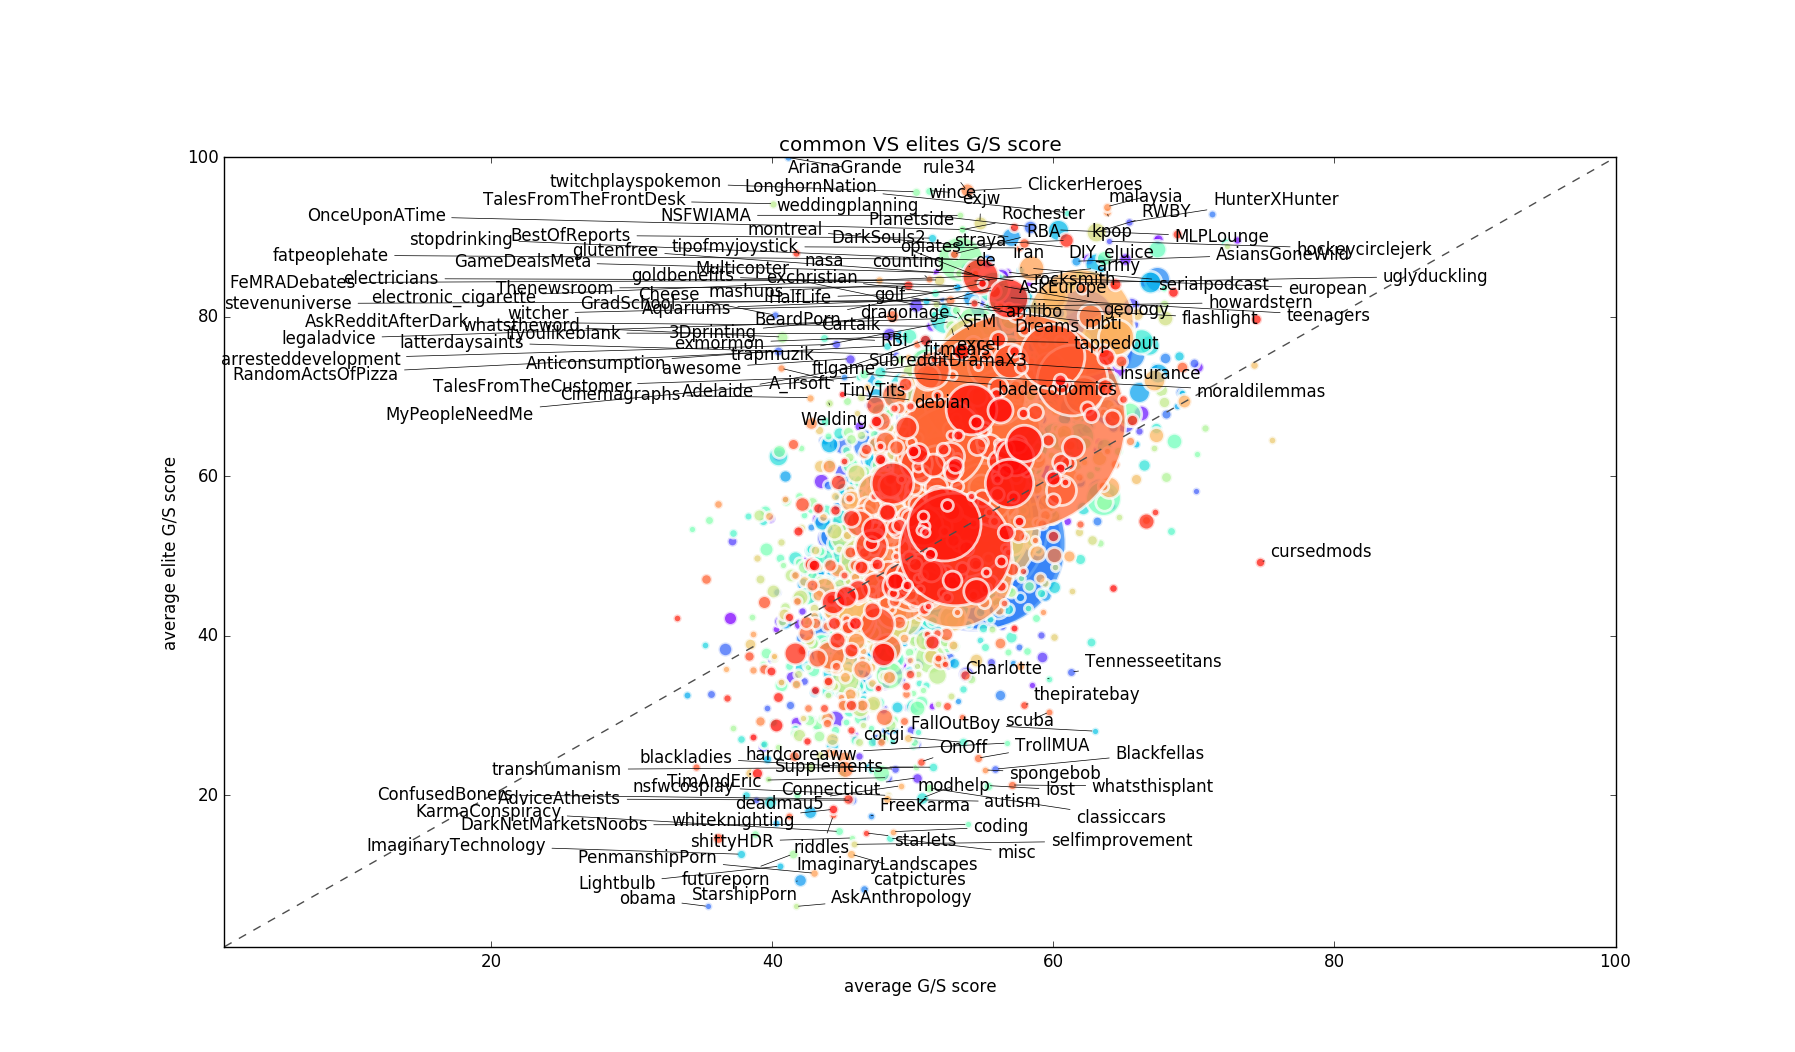 common VS elites G/S score
100
ArianaGrande
rule34
twitchplayspokemon
LonghornNation
wince
ClickerHeroes
TalesFromTheFrontDesk
weddingplanning
exjw
malaysia
HunterXHunter
OnceUponATime
NSFWIAMA
Planetside
Rochester
RWBY
BestOfReports
montreal
DarkSouls2
straya
RBA
kpop
MLPLounge
stopdrinking
tipofmyjoystick
opiates
iran
DIY_eJuice
hockeycirclejerk
AsiansGoneWild
fatpeoplehate
glutenfree
GameDealsMeta
Multicopter
nasa
counting
de
army
FeMRADebates
electricians
goldbenefits
exchristian
rocksmith
serialpodcast
uglyduckling
Thenewsroom
Cheese
mashups
HalfLife
golf
AskEurope
european
stevenuniverse
electronic_cigarette
GradSchool
Aquariums
dragonage
amiibo
geology
howardstern
witcher
BeardPorn
Cartalk
SFM
Dreams
mbti
flashlight
teenagers
80
AskRedditAfterDark
whatstheword
ifyoulikeblank
3Dprinting
legaladvice
latterdaysaints
exmormon
RBI
excel
tappedout
arresteddevelopment
Anticonsumption
trapmuzik
fitmeals
RandomActsOfPizza
awesome
ftlgame
SubredditDramaX3
Insurance
TalesFromTheCustomer
Cinemagraphs
Adelaide
A_irsoft
TinyTits
badeconomics
moraldilemmas
MyPeopleNeedMe
debian
Welding
60
cursedmods
average elite G/S score
40
Charlotte
Tennesseetitans
thepiratebay
FallOutBoy
scuba
corgi
OnOff
TrollMUA
blackladies
hardcoreaww
Blackfellas
transhumanism
Supplements
spongebob
TimAndEric
nsfwcosplay
Connecticut
modhelp
lost
whatsthisplant
20
ConfusedBoners
AdviceAtheists
deadmau5
FreeKarma
autism
KarmaConspiracy
DarkNetMarketsNoobs
whiteknighting
coding
classiccars
ImaginaryTechnology
shittyHDR
riddles
starlets
misc
selfimprovement
PenmanshipPorn
ImaginaryLandscapes
Lightbulb
futureporn
catpictures
obama
StarshipPorn
AskAnthropology
20 40 60 80 100
average G/S score